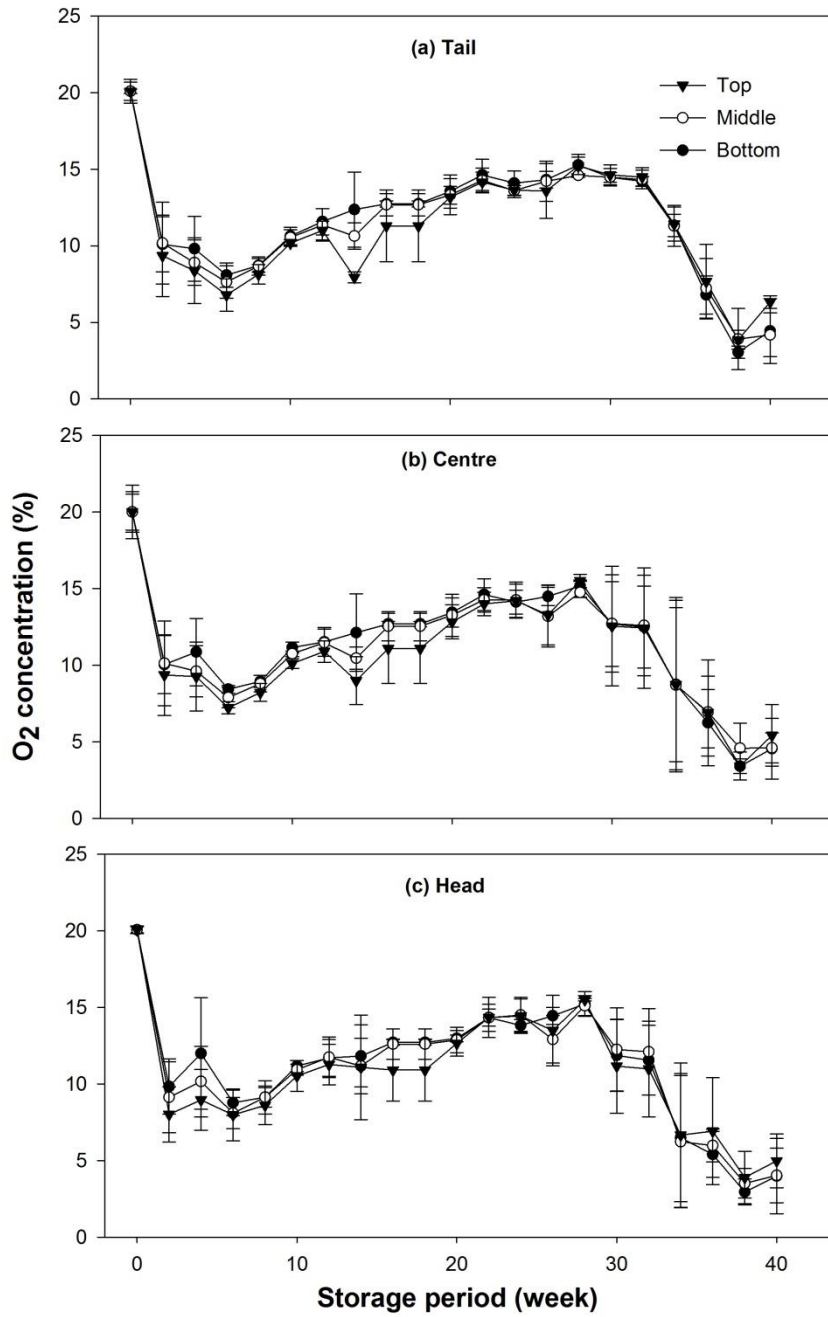 (a) Tail
Top
Middle
Bottom
25
20
15
10
5
0
(b) Centre
25
20
15
10
5
0
O2 concentration (%)
(c) Head
25
20
15
10
5
0
0 10 20 30 40
Storage period (week)